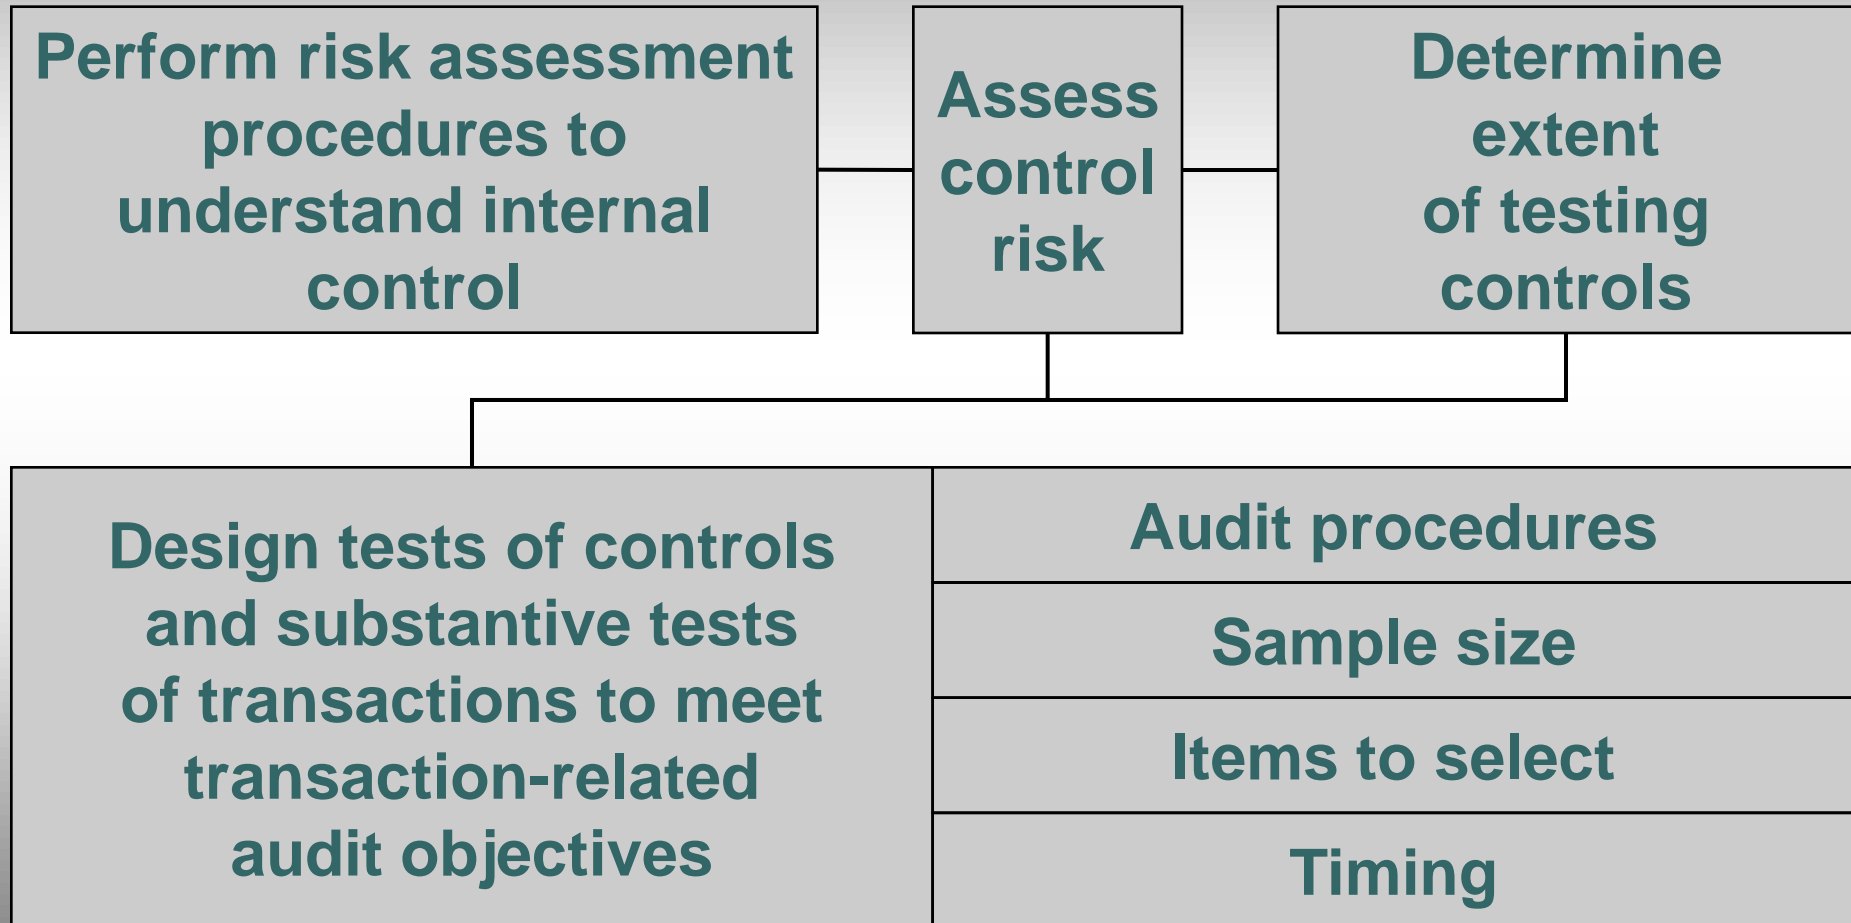 Perform risk assessment
procedures to
understand internal
control
Assess
control
risk
Determine
extent
of testing
controls
Design tests of controls
and substantive tests
of transactions to meet
transaction-related
audit objectives
Audit procedures
Sample size
Items to select
Timing